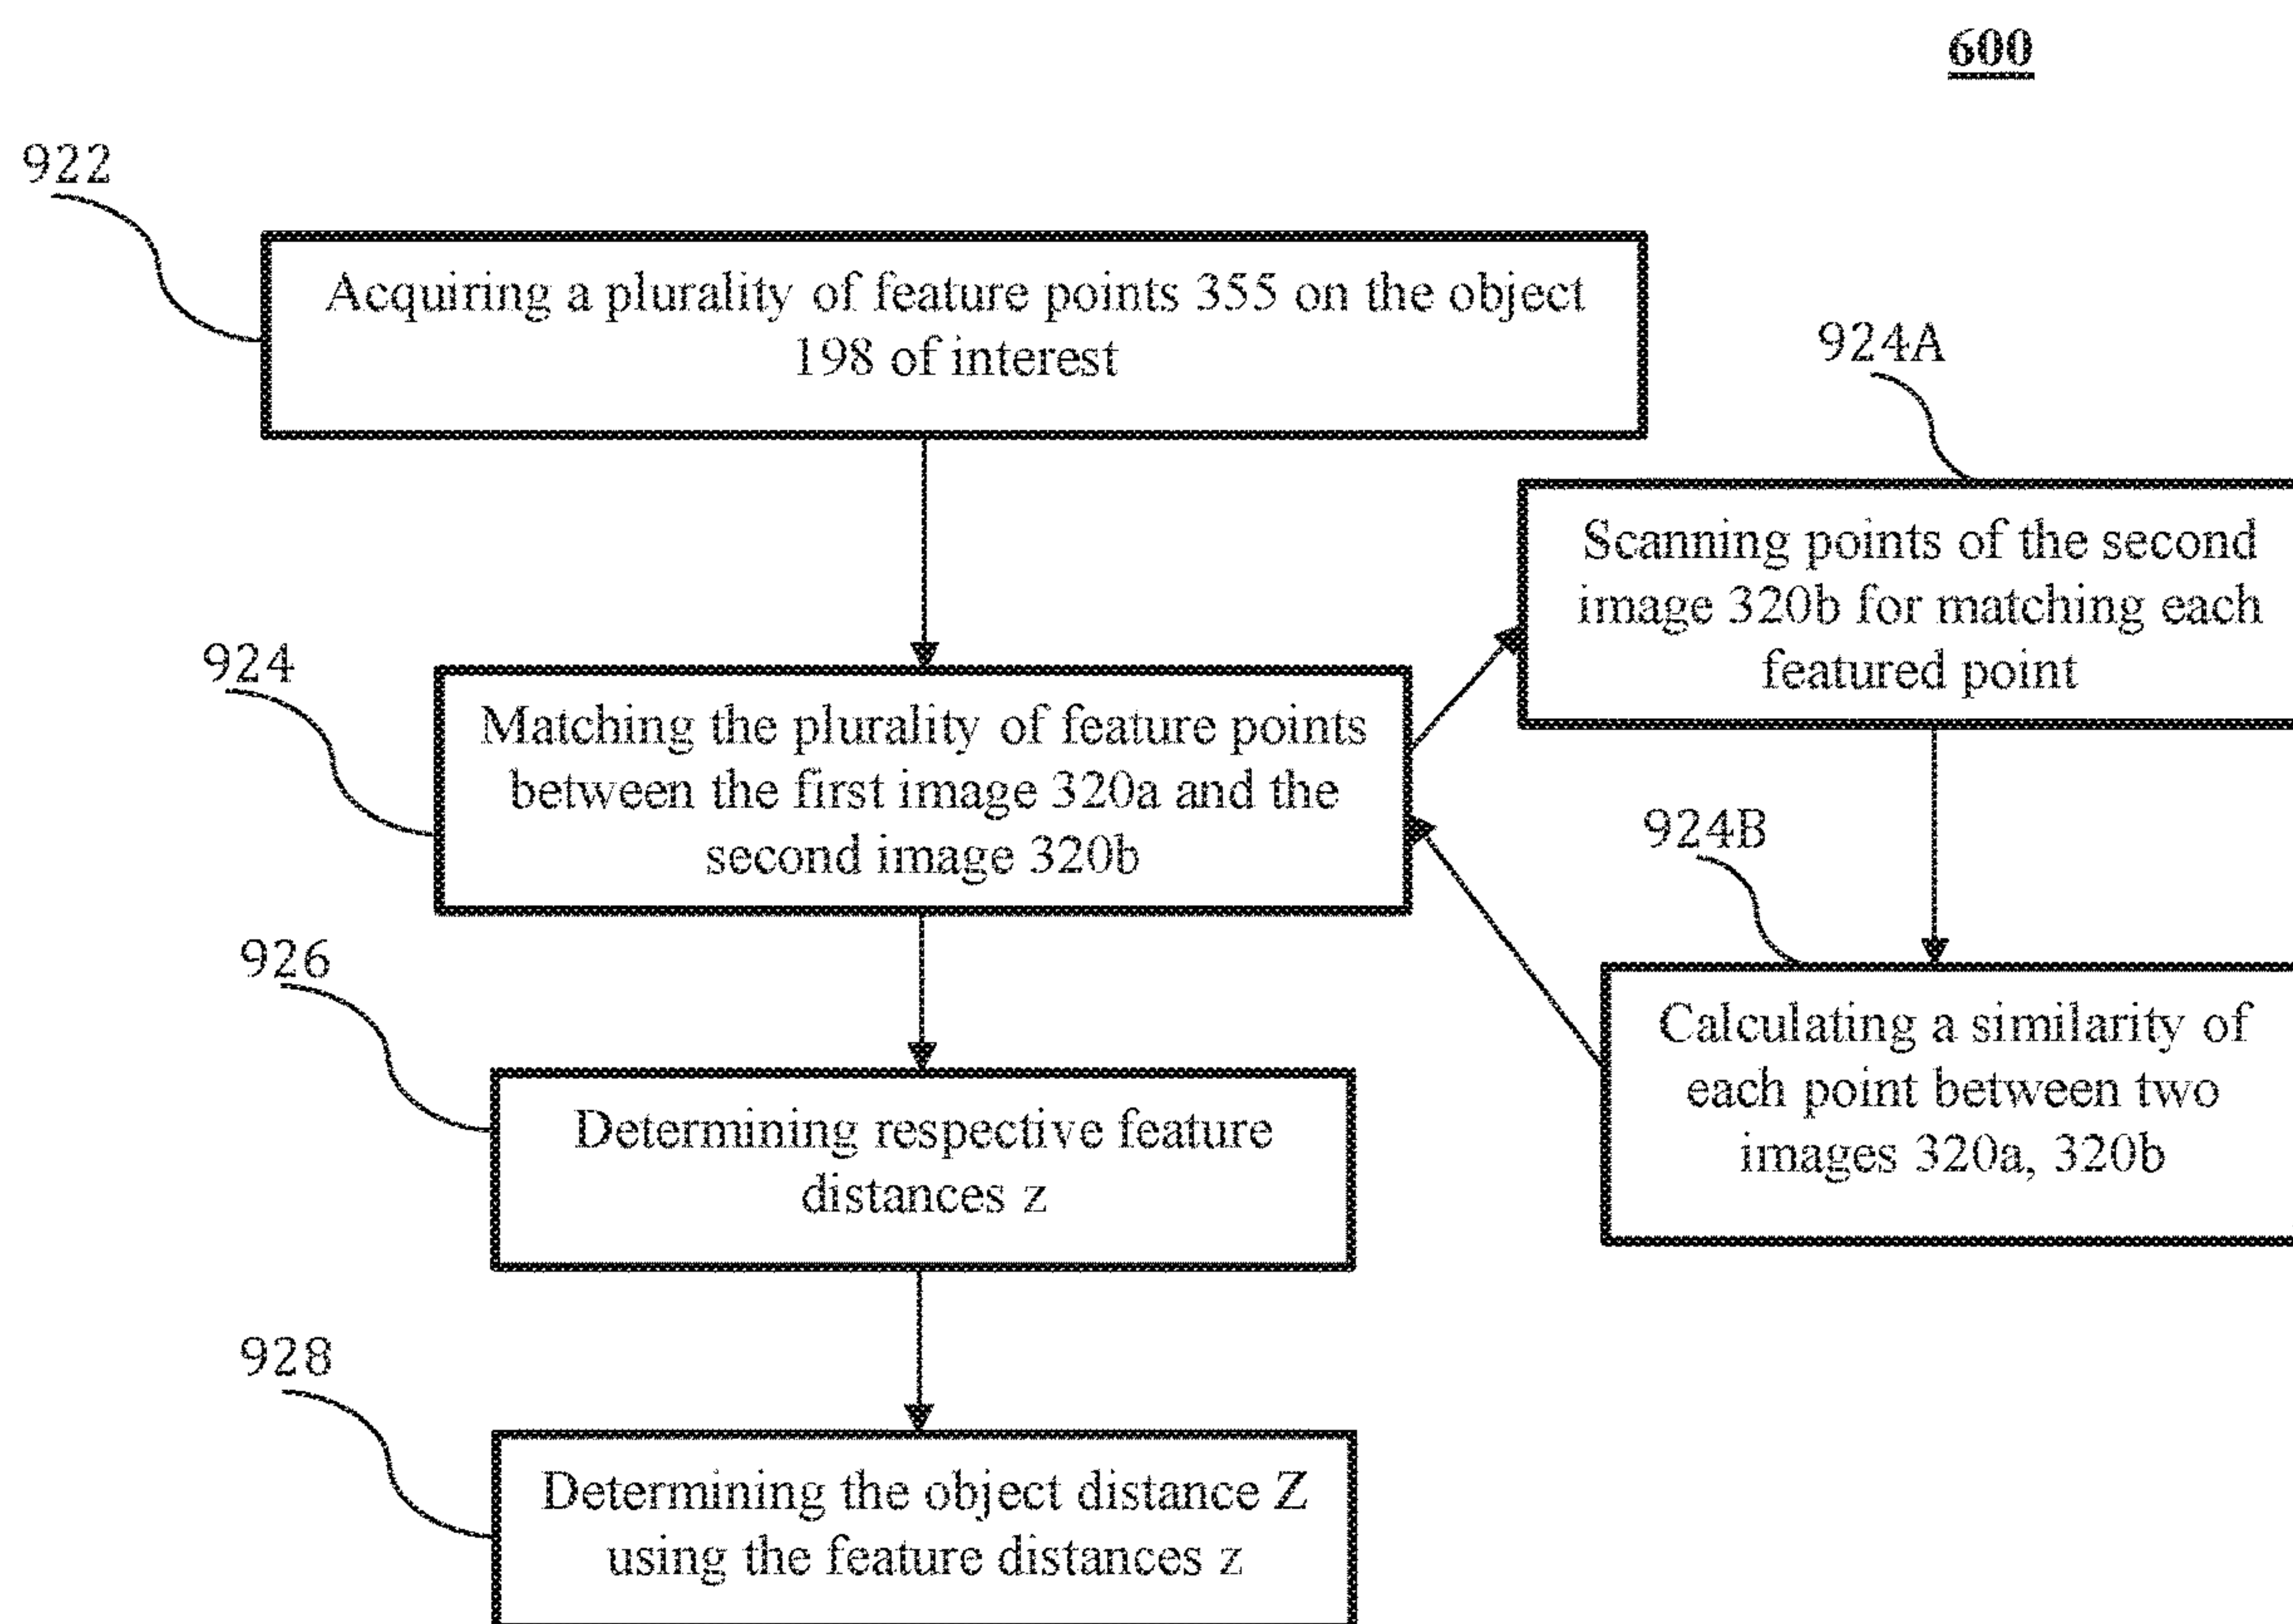 600
922
Acquiring a plurality of feature points 355 on the object
198 of interest
924A
Scanning points of the second
image 320b for matching each
featured point
924
Matching the plurality of feature points
between the first image 320a and the
second image 320b
924B
Calculating a similarity of
each point between two
images 320a, 320b
926
Determining respective feature
distances z
928
Determining the object distance Z
using the feature distances z